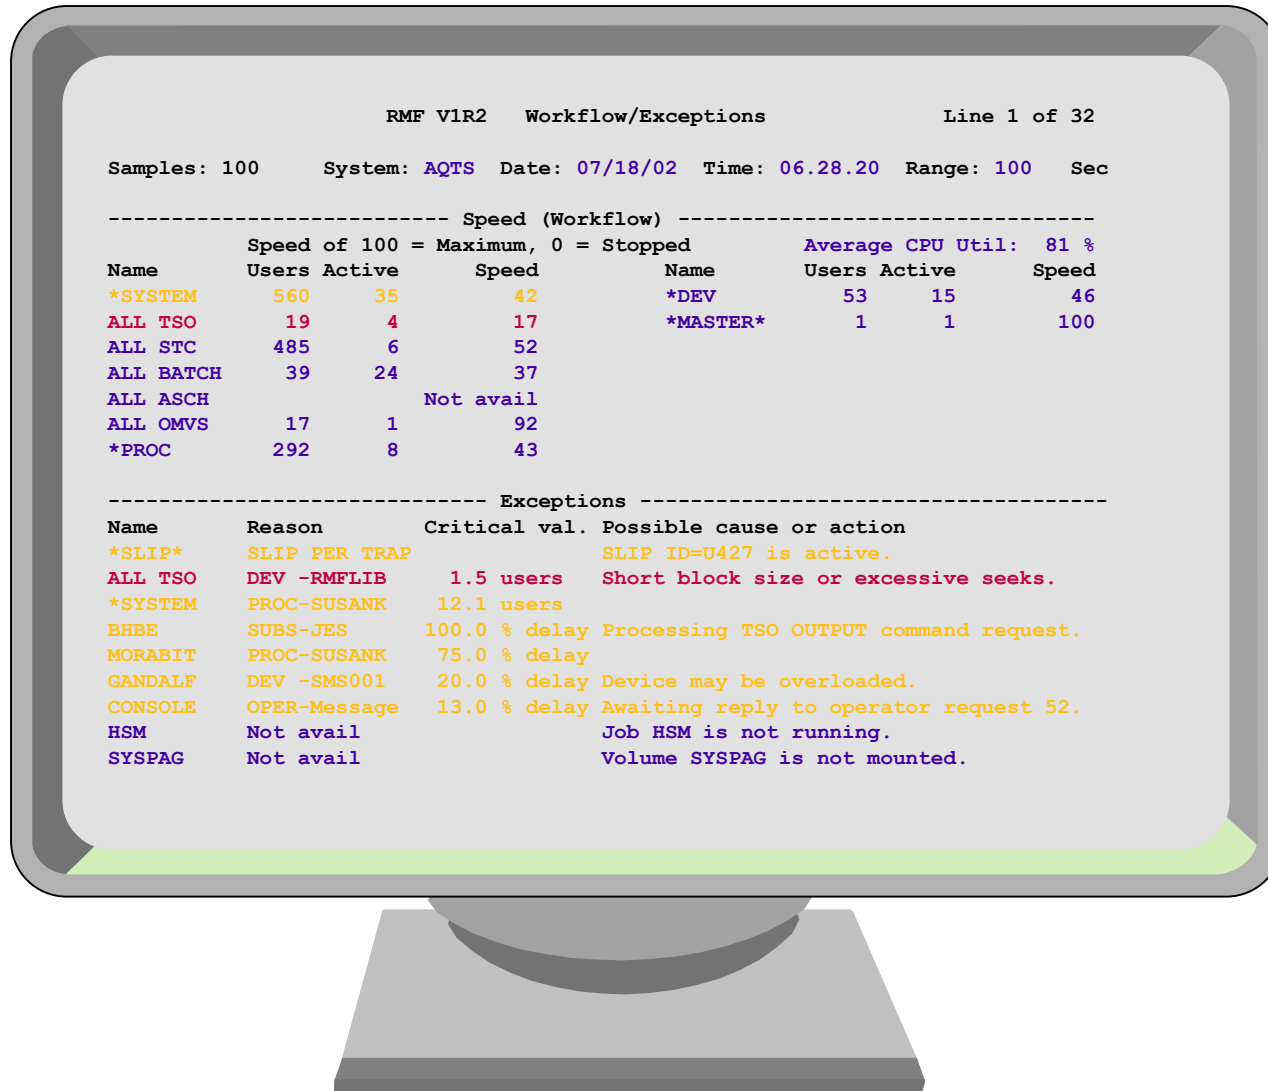 RMF V1R2   Workflow/Exceptions              Line 1 of 32
Samples: 100     System: AQTS  Date: 07/18/02  Time: 06.28.20  Range: 100   Sec
--------------------------- Speed (Workflow) ---------------------------------
Speed of 100 = Maximum, 0 = Stopped         Average CPU Util:  81 %
Name       Users Active      Speed          Name       Users Active      Speed
*SYSTEM      560     35         42          *DEV          53     15         46
ALL TSO       19      4         17          *MASTER*       1      1        100
ALL STC      485      6         52
ALL BATCH     39     24         37
ALL ASCH                 Not avail
ALL OMVS      17      1         92
*PROC        292      8         43
------------------------------ Exceptions -------------------------------------
Name       Reason        Critical val. Possible cause or action
*SLIP*     SLIP PER TRAP               SLIP ID=U427 is active.
ALL TSO    DEV -RMFLIB     1.5 users   Short block size or excessive seeks.
*SYSTEM    PROC-SUSANK    12.1 users
BHBE       SUBS-JES      100.0 % delay Processing TSO OUTPUT command request.
MORABIT    PROC-SUSANK    75.0 % delay
GANDALF    DEV -SMS001    20.0 % delay Device may be overloaded.
CONSOLE    OPER-Message   13.0 % delay Awaiting reply to operator request 52.
HSM        Not avail                   Job HSM is not running.
SYSPAG     Not avail                   Volume SYSPAG is not mounted.